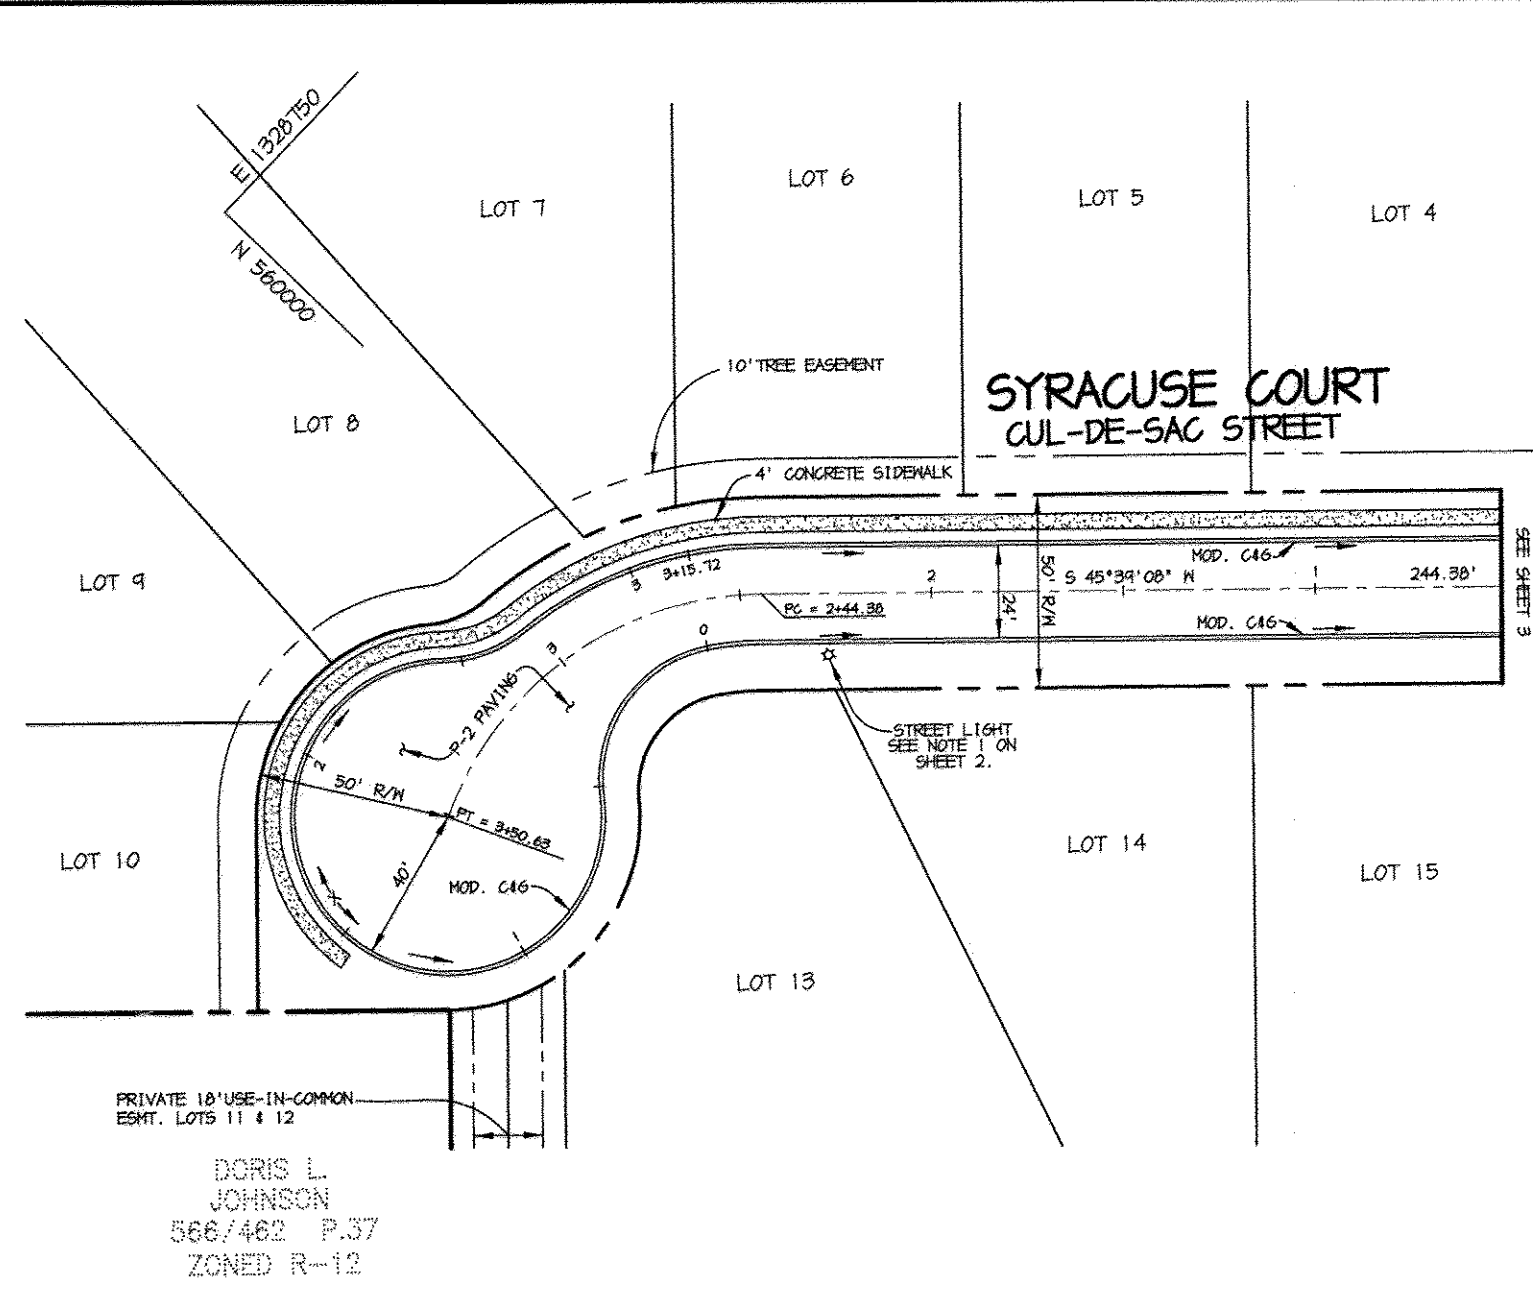 E 1328750
N 560000
LOT 7
LOT 6
LOT 5
LOT 4
LOT 8
10' TREE EASEMENT
SYRACUSE COURT
CUL-DE-SAC STREET
4' CONCRETE SIDEWALK
LOT 9
3
3+15.72
2
50' R/W
24'
S 45°39'08" W
MOD. C&G
1
244.38'
SEE SHEET 3
PC = 2+44.38
0
MOD. C&G
3
P-2 PAVING
STREET LIGHT
SEE NOTE 1 ON
SHEET 2.
2
50' R/W
PT = 3+50.63
LOT 10
40'
MOD. C&G
X
1
LOT 14
LOT 15
LOT 13
PRIVATE 18' USE-IN-COMMON
ESMT. LOTS 11 & 12
DORIS L.
JOHNSON
566/462 P.37
ZONED R-12